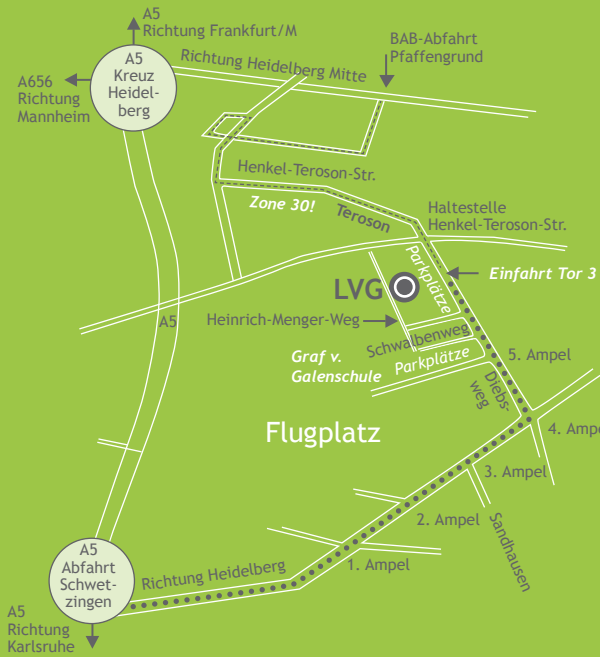 A5
Richtung Frankfurt/M
A5
Kreuz
Heidel-
berg
A656
Richtung
Mannheim
Richtung Heidelberg Mitte
BAB-Abfahrt
Pfaffengrund
Henkel-Teroson-Str.
Zone 30!
Teroson
Haltestelle
Henkel-Teroson-Str.
Parkplätze
Einfahrt Tor 3
LVG
A5
Heinrich-Menger-Weg
Schwalbenweg
Graf v.
Galenschule
Parkplätze
5. Ampel
Diebs-
weg
Flugplatz
4. Ampe
3. Ampel
2. Ampel
Sandhausen
1. Ampel
A5
Abfahrt
Schwet-
zingen
Richtung Heidelberg
A5
Richtung
Karlsruhe